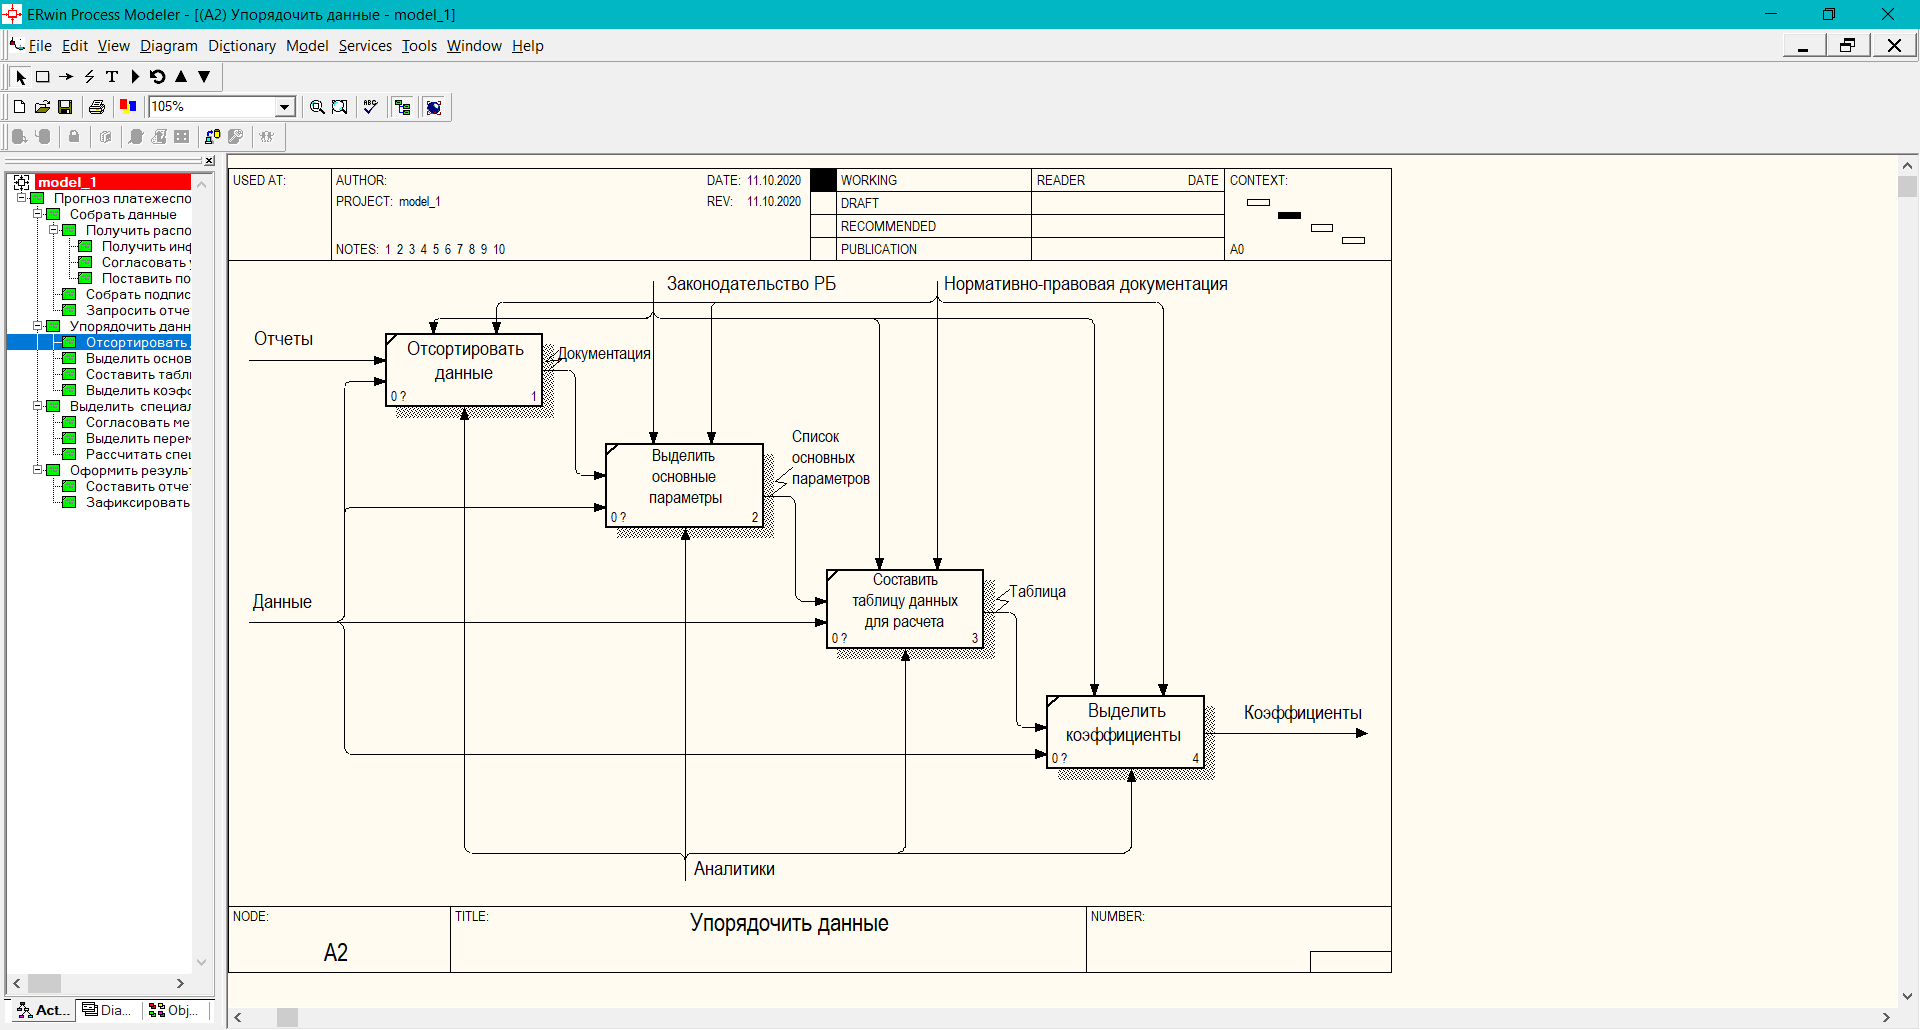 ERwin Process Modeler - [(A2) Упорядочить данные - model_1]
File Edit View Diagram Dictionary Model Services Tools Window Help
105%
model_1
Прогноз платежеспо
Собрать данные
Получить распо
Получить инф
Согласовать
Поставить по
Собрать подпис
Запросить отче
Упорядочить данн
Отсортировать
Выделить основ
Составить табл
Выделить коэф
Выделить специал
Согласовать ме
Выделить перем
Рассчитать спец
Оформить резуль
Составить отче
Зафиксировать
Act... Dia... Obj...
USED AT:
AUTHOR:
DATE: 11.10.2020
PROJECT: model_1
REV: 11.10.2020
NOTES: 1 2 3 4 5 6 7 8 9 10
WORKING
DRAFT
RECOMMENDED
PUBLICATION
READER DATE
CONTEXT:
A0
Законодательство РБ
Нормативно-правовая документация
Отчеты
Отсортировать
данные
0 ? 1
Документация
Выделить
основные
параметры
0 ? 2
Список
основных
параметров
Данные
Составить
таблицу данных
для расчета
0 ? 3
Таблица
Выделить
коэффициенты
0 ? 4
Коэффициенты
Аналитики
NODE:
A2
TITLE:
Упорядочить данные
NUMBER: